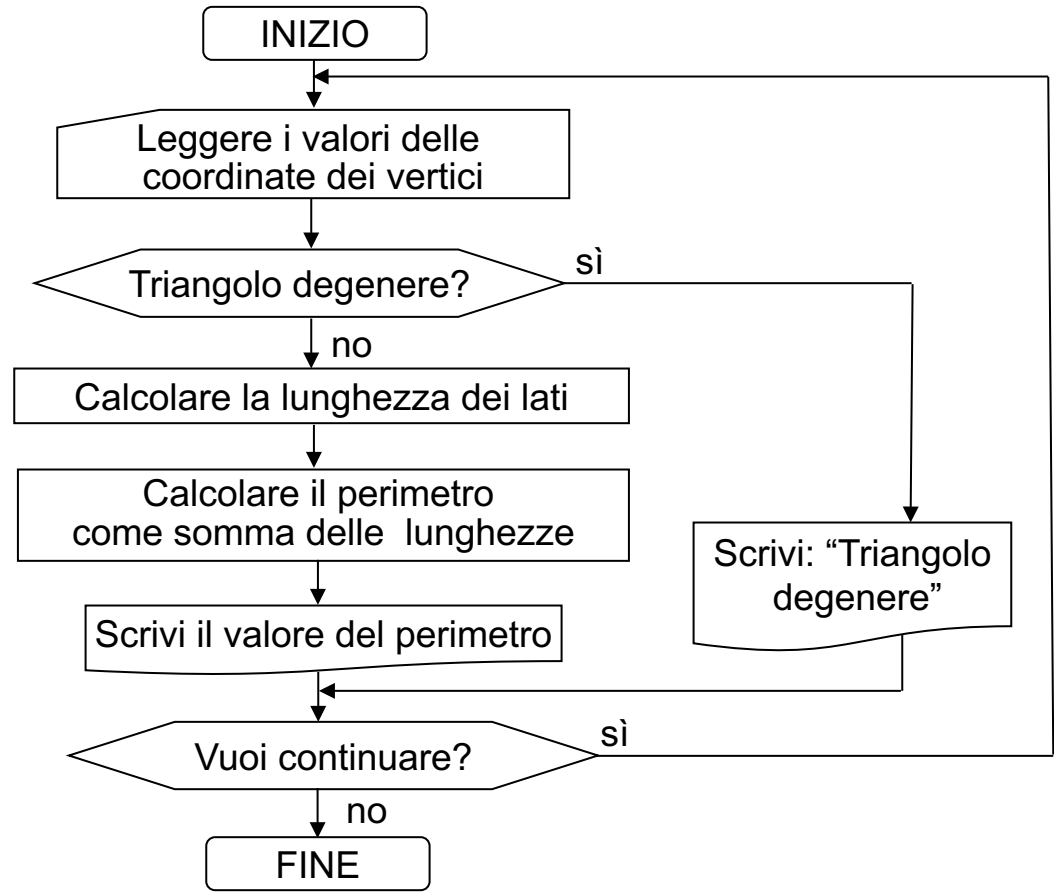 INIZIO
Leggere i valori delle
coordinate dei vertici
Triangolo degenere?
sì
no
Calcolare la lunghezza dei lati
Calcolare il perimetro
come somma delle lunghezze
Scrivi: “Triangolo
degenere”
Scrivi il valore del perimetro
Vuoi continuare?
sì
no
FINE